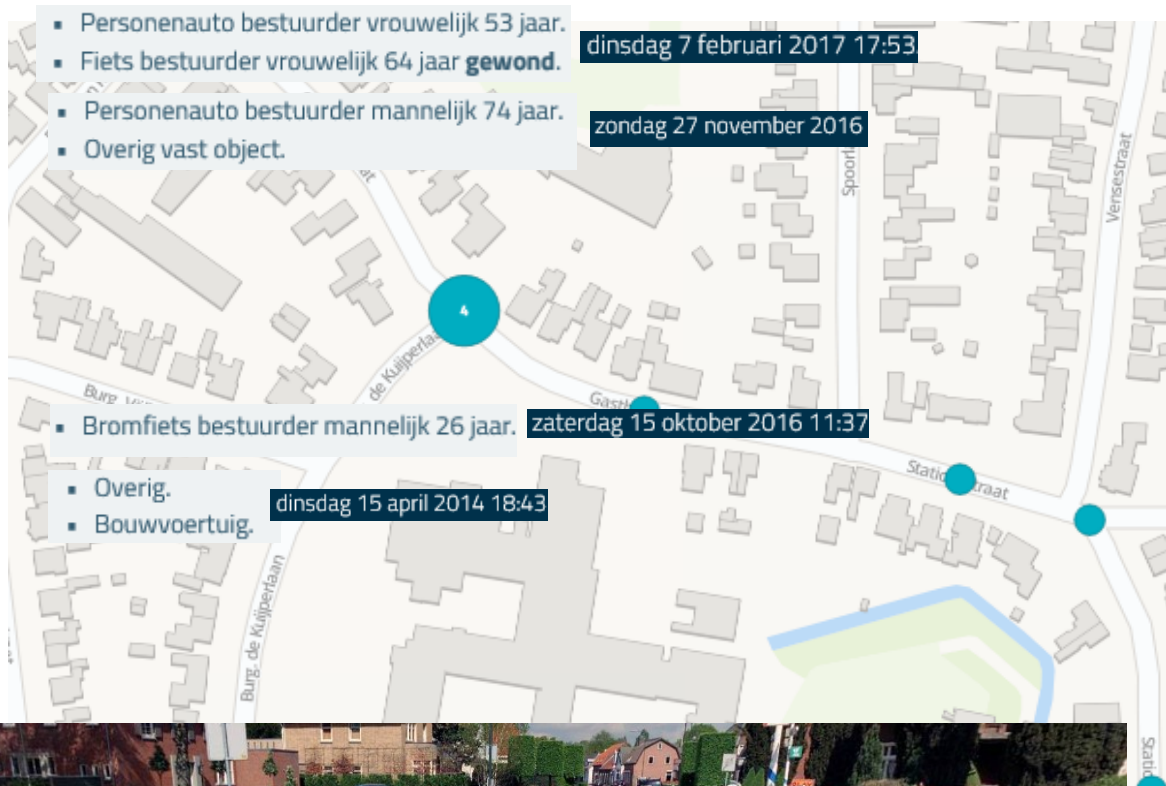 Personenauto bestuurder vrouwelijk 53 jaar.
Fiets bestuurder vrouwelijk 64 jaar gewond.
dinsdag 7 februari 2017 17:53
Personenauto bestuurder mannelijk 74 jaar.
Overig vast object.
zondag 27 november 2016
Vensestraat
4
de Kuijperlaan
Burg.
Bromfiets bestuurder mannelijk 26 jaar.
zaterdag 15 oktober 2016 11:37
Overig.
Bouwvoertuig.
dinsdag 15 april 2014 18:43
Burg. de Kuijperlaan